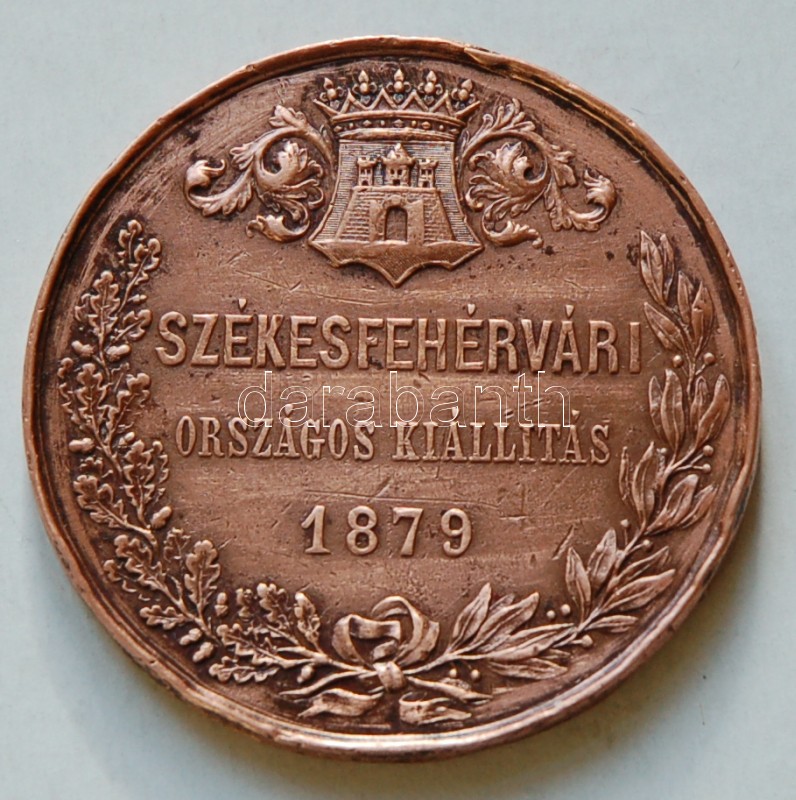 SZÉKESFEHÉRVÁRI
darabanth
ORSZÁGOS KIÁLLITÁS
1879